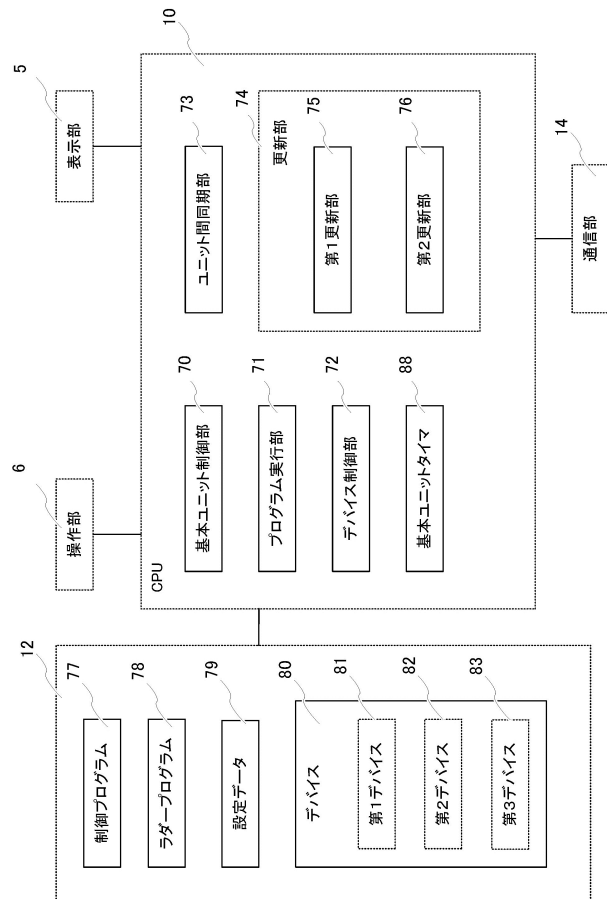 12
制御プログラム
77
ラダープログラム
78
設定データ
79
デバイス
80
第1デバイス
81
第2デバイス
82
第3デバイス
83
操作部
6
表示部
5
CPU
10
基本ユニット制御部
70
プログラム実行部
71
デバイス制御部
72
基本ユニットタイマ
88
ユニット間同期部
73
更新部
74
第1更新部
75
第2更新部
76
通信部
14